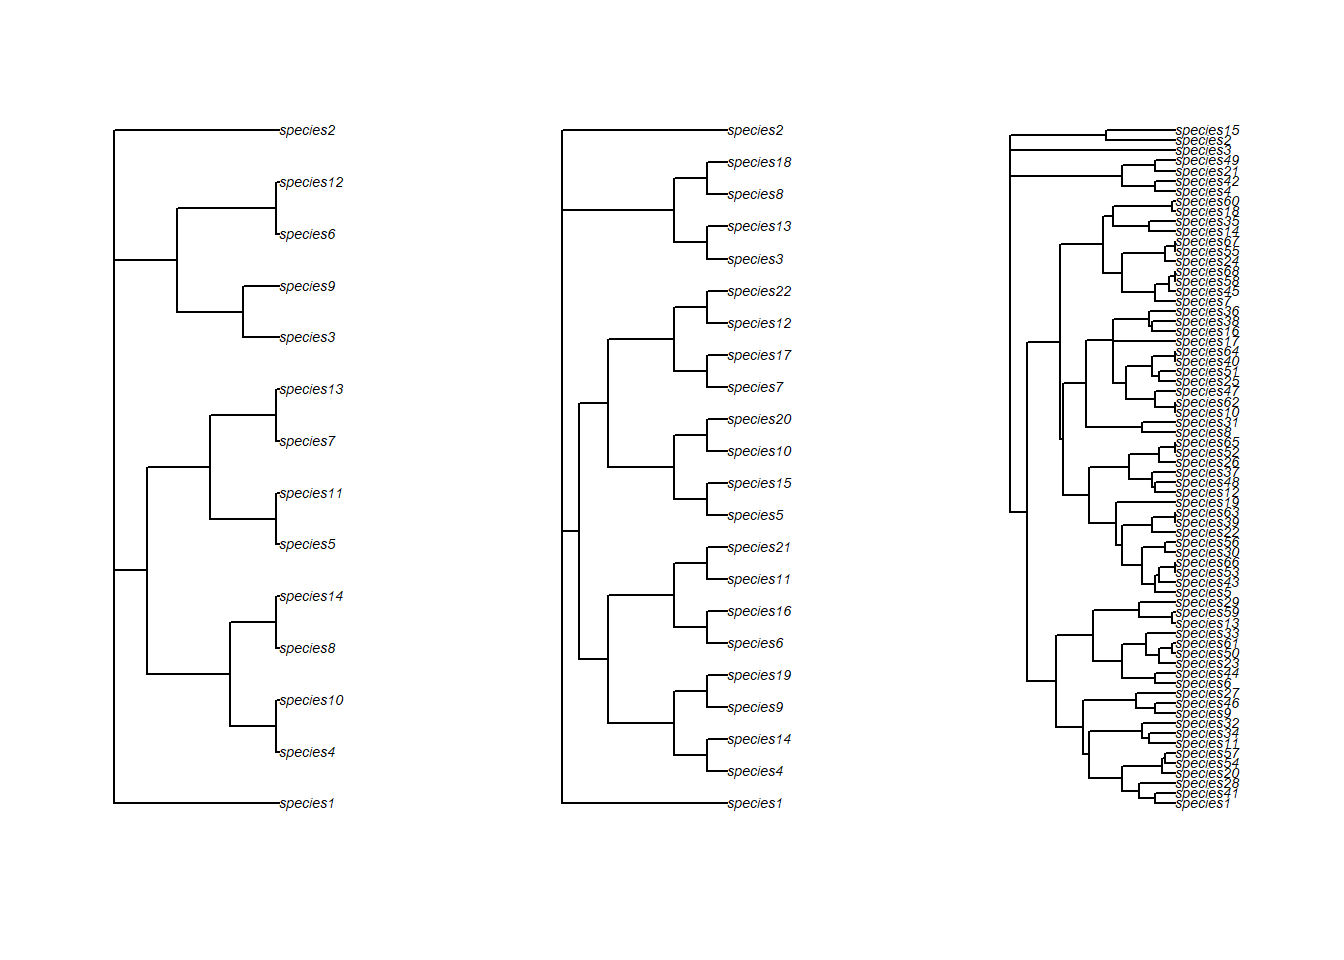 species2
species12
species6
species9
species3
species13
species7
species11
species5
species14
species8
species10
species4
species1
species2
species18
species8
species13
species3
species22
species12
species17
species7
species20
species10
species15
species5
species21
species11
species16
species6
species19
species9
species14
species4
species1
species15
species2
species3
species49
species21
species42
species4
species60
species18
species35
species14
species67
species55
species24
species68
species58
species45
species7
species36
species38
species16
species17
species64
species40
species51
species25
species47
species62
species10
species31
species8
species65
species52
species26
species37
species48
species12
species19
species63
species39
species22
species56
species30
species66
species53
species43
species5
species29
species59
species13
species33
species61
species50
species23
species44
species6
species27
species46
species9
species32
species34
species11
species57
species54
species20
species28
species41
species1